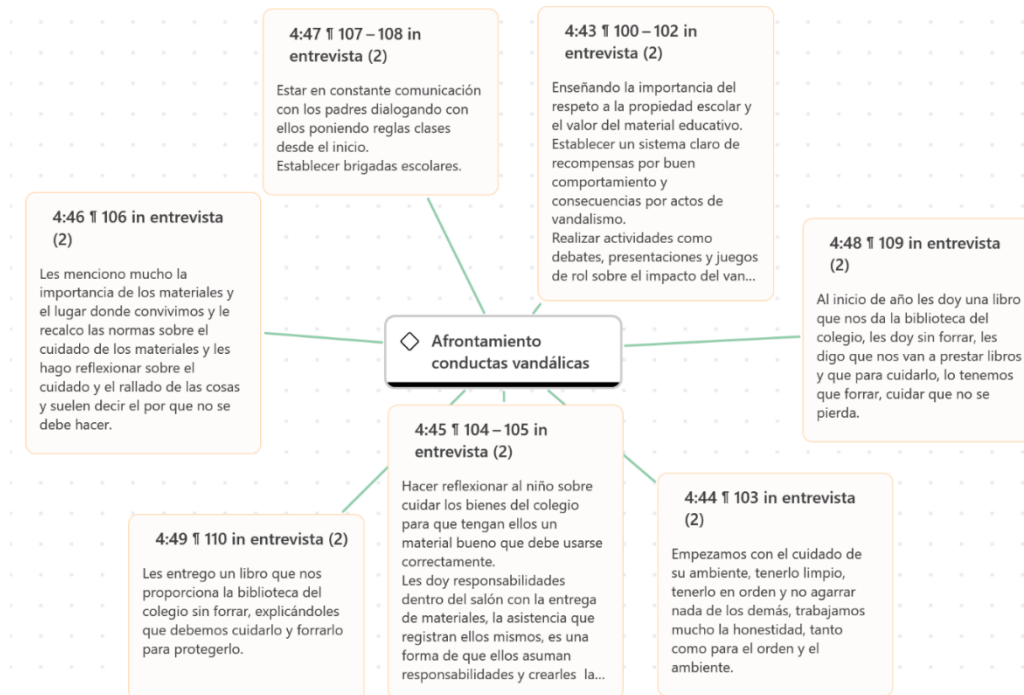 4:47 ¶ 107 – 108 in
entrevista (2)
Estar en constante comunicación
con los padres dialogando con
ellos poniendo reglas clases
desde el inicio.
Establecer brigadas escolares.
4:43 ¶ 100 – 102 in
entrevista (2)
Enseñando la importancia del
respeto a la propiedad escolar y
el valor del material educativo.
Establecer un sistema claro de
recompensas por buen
comportamiento y
consecuencias por actos de
vandalismo.
Realizar actividades como
debates, presentaciones y juegos
de rol sobre el impacto del van...
4:46 ¶ 106 in entrevista
(2)
Les menciono mucho la
importancia de los materiales y
el lugar donde convivimos y le
recalco las normas sobre el
cuidado de los materiales y les
hago reflexionar sobre el
cuidado y el rallado de las cosas
y suelen decir el por que no se
debe hacer.
4:48 ¶ 109 in entrevista
(2)
Al inicio de año les doy una libro
que nos da la biblioteca del
colegio, les doy sin forrar, les
digo que nos van a prestar libros
y que para cuidarlo, lo tenemos
que forrar, cuidar que no se
pierda.
Afrontamiento
conductas vandálicas
4:45 ¶ 104 – 105 in
entrevista (2)
Hacer reflexionar al niño sobre
cuidar los bienes del colegio
para que tengan ellos un
material bueno que debe usarse
correctamente.
Les doy responsabilidades
dentro del salón con la entrega
de materiales, la asistencia que
registran ellos mismos, es una
forma de que ellos asuman
responsabilidades y crearles la...
4:44 ¶ 103 in entrevista
(2)
Empezamos con el cuidado de
su ambiente, tenerlo limpio,
tenerlo en orden y no agarrar
nada de los demás, trabajamos
mucho la honestidad, tanto
como para el orden y el
ambiente.
4:49 ¶ 110 in entrevista (2)
Les entrego un libro que nos
proporciona la biblioteca del
colegio sin forrar, explicándoles
que debemos cuidarlo y forrarlo
para protegerlo.